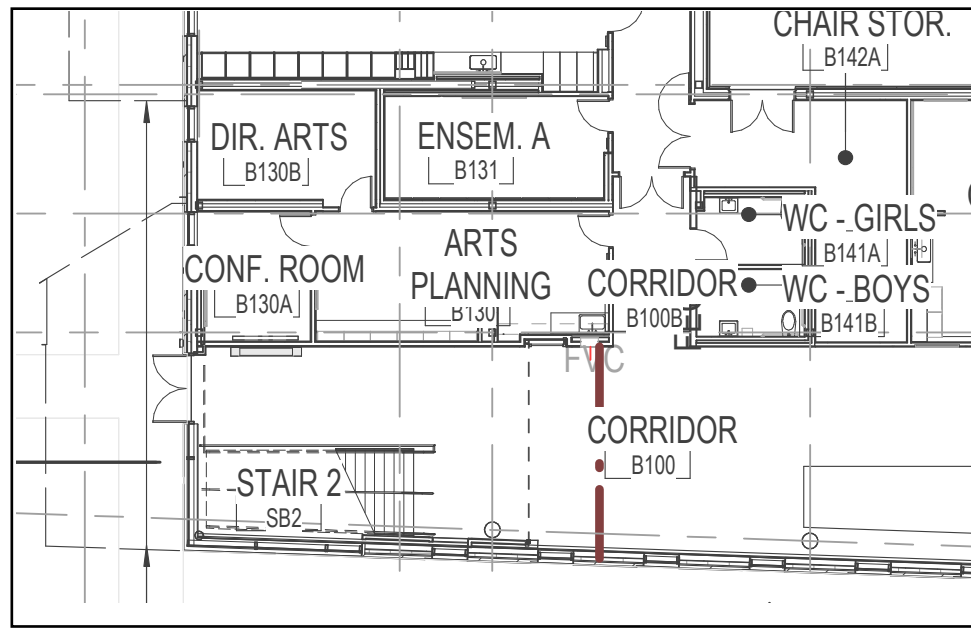 CHAIR STOR.
B142A
DIR. ARTS
B130B
ENSEM. A
B131
WC - GIRLS
B141A
ARTS
PLANNING
B130
CONF. ROOM
B130A
CORRIDOR
B100B
WC - BOYS
B141B
FVC
CORRIDOR
B100
STAIR 2
SB2